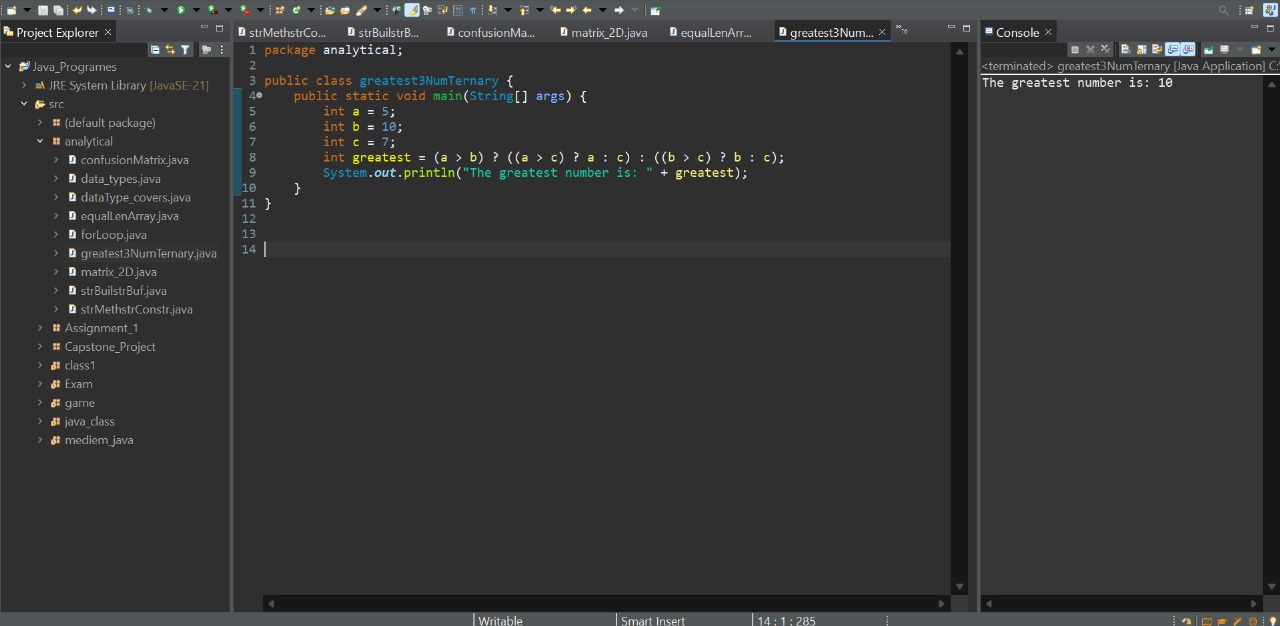 Project Explorer
Java_Programes
JRE System Library [JavaSE-21]
src
(default package)
analytical
confusionMatrix.java
data_types.java
dataType_covers.java
equalLenArray.java
forLoop.java
greatest3NumTernary.java
matrix_2D.java
strBuilstrBuf.java
strMethstrConstr.java
Assignment_1
Capstone_Project
class1
Exam
game
java_class
mediem_java
strMethstrCo... strBuilstrB... confusionMa... matrix_2D.java equalLenArr... greatest3Num...
1 package analytical;
2
3 public class greatest3NumTernary {
4 public static void main(String[] args) {
5 int a = 5;
6 int b = 10;
7 int c = 7;
8 int greatest = (a > b) ? ((a > c) ? a : c) : ((b > c) ? b : c);
9 System.out.println("The greatest number is: " + greatest);
10 }
11 }
12
13
14
Console
<terminated> greatest3NumTernary [Java Application] C:
The greatest number is: 10
Writable Smart Insert 14 : 1 : 285